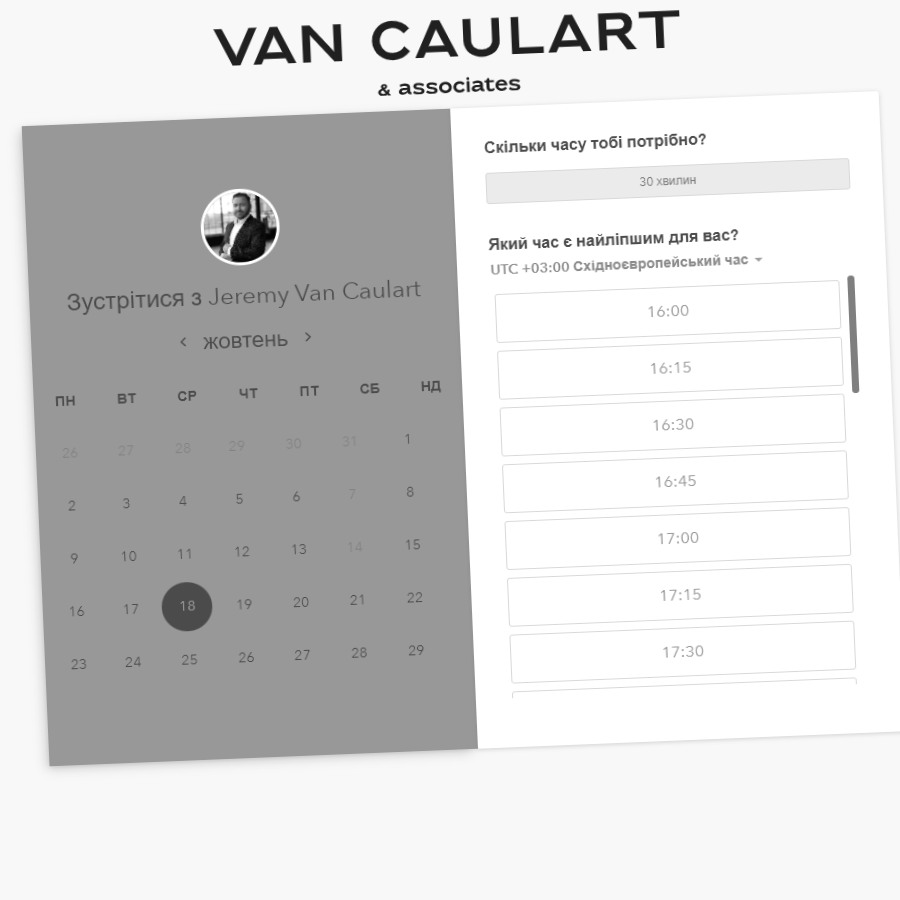 VAN CAULART
& associates
Зустрітися з Jeremy Van Caulart
жовтень
ПН ВТ СР ЧТ ПТ СБ НД
26 27 28 29 30 31 1
2 3 4 5 6 7 8
9 10 11 12 13 14 15
16 17 18 19 20 21 22
23 24 25 26 27 28 29
Скільки часу тобі потрібно?
30 хвилин
Який час є найліпшим для вас?
UTC +03:00 Східноєвропейський час
16:00
16:15
16:30
16:45
17:00
17:15
17:30